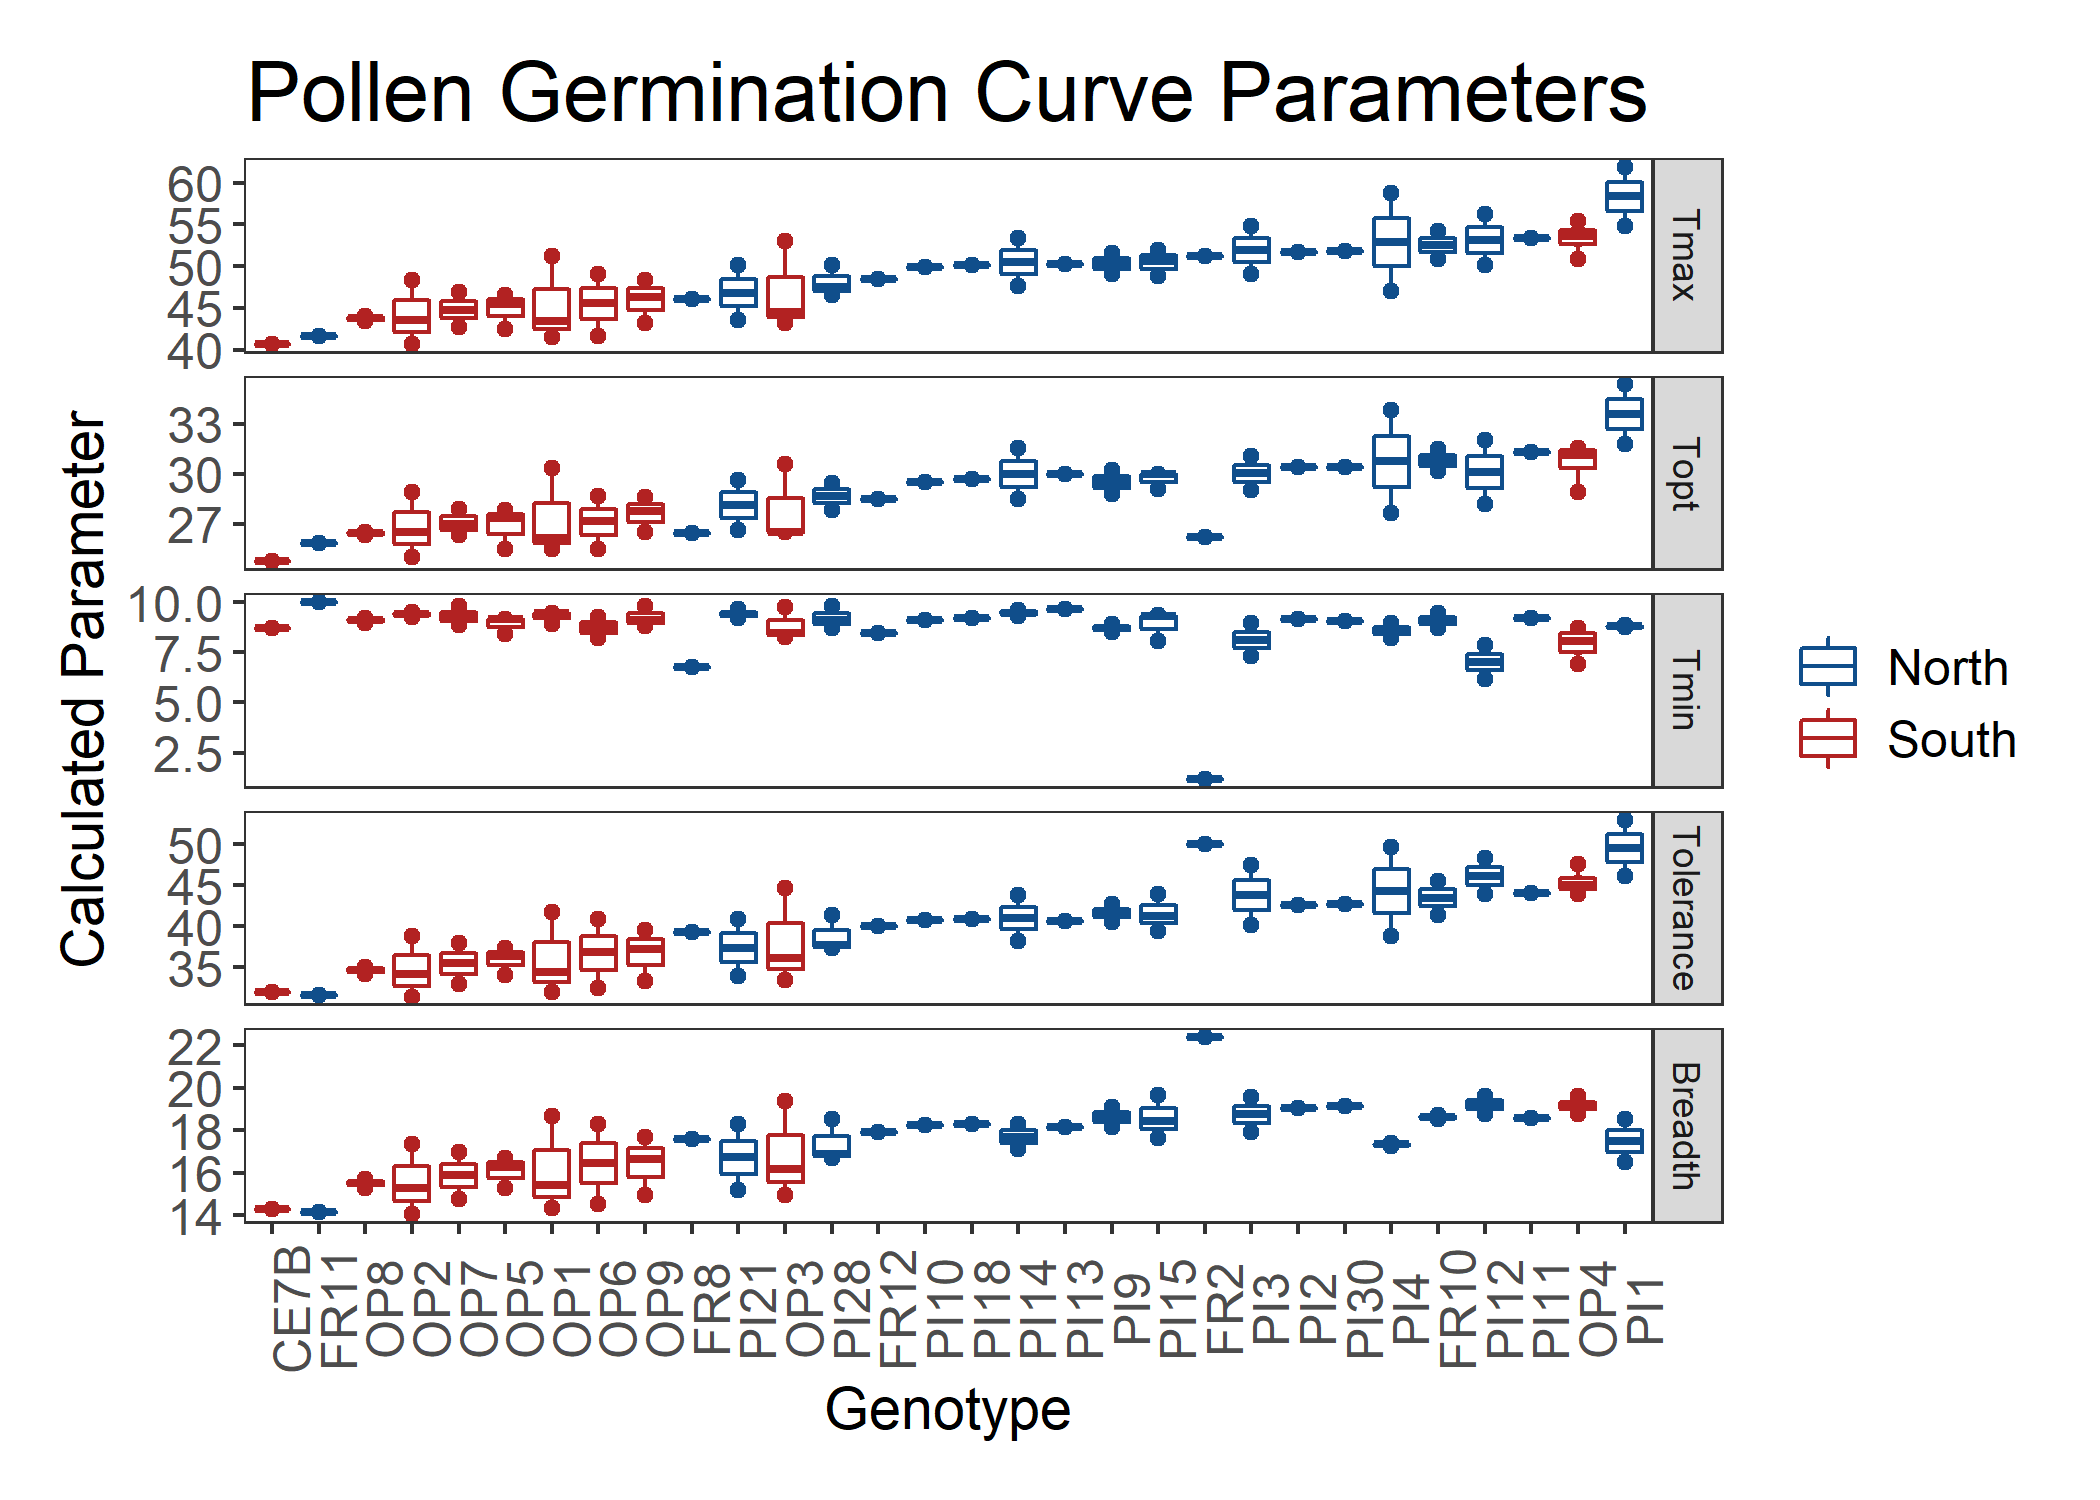 Pollen Germination Curve Parameters
Calculated Parameter
60
55
50
45
40
Tmax
33
30
27
Topt
10.0
7.5
5.0
2.5
Tmin
50
45
40
35
Tolerance
22
20
18
16
14
Breadth
CE7B
FR11
OP8
OP2
OP7
OP5
OP1
OP6
OP9
FR8
PI21
OP3
PI28
FR12
PI10
PI18
PI14
PI13
PI9
PI15
FR2
PI3
PI2
PI30
PI4
FR10
PI12
PI11
OP4
PI1
Genotype
North
South